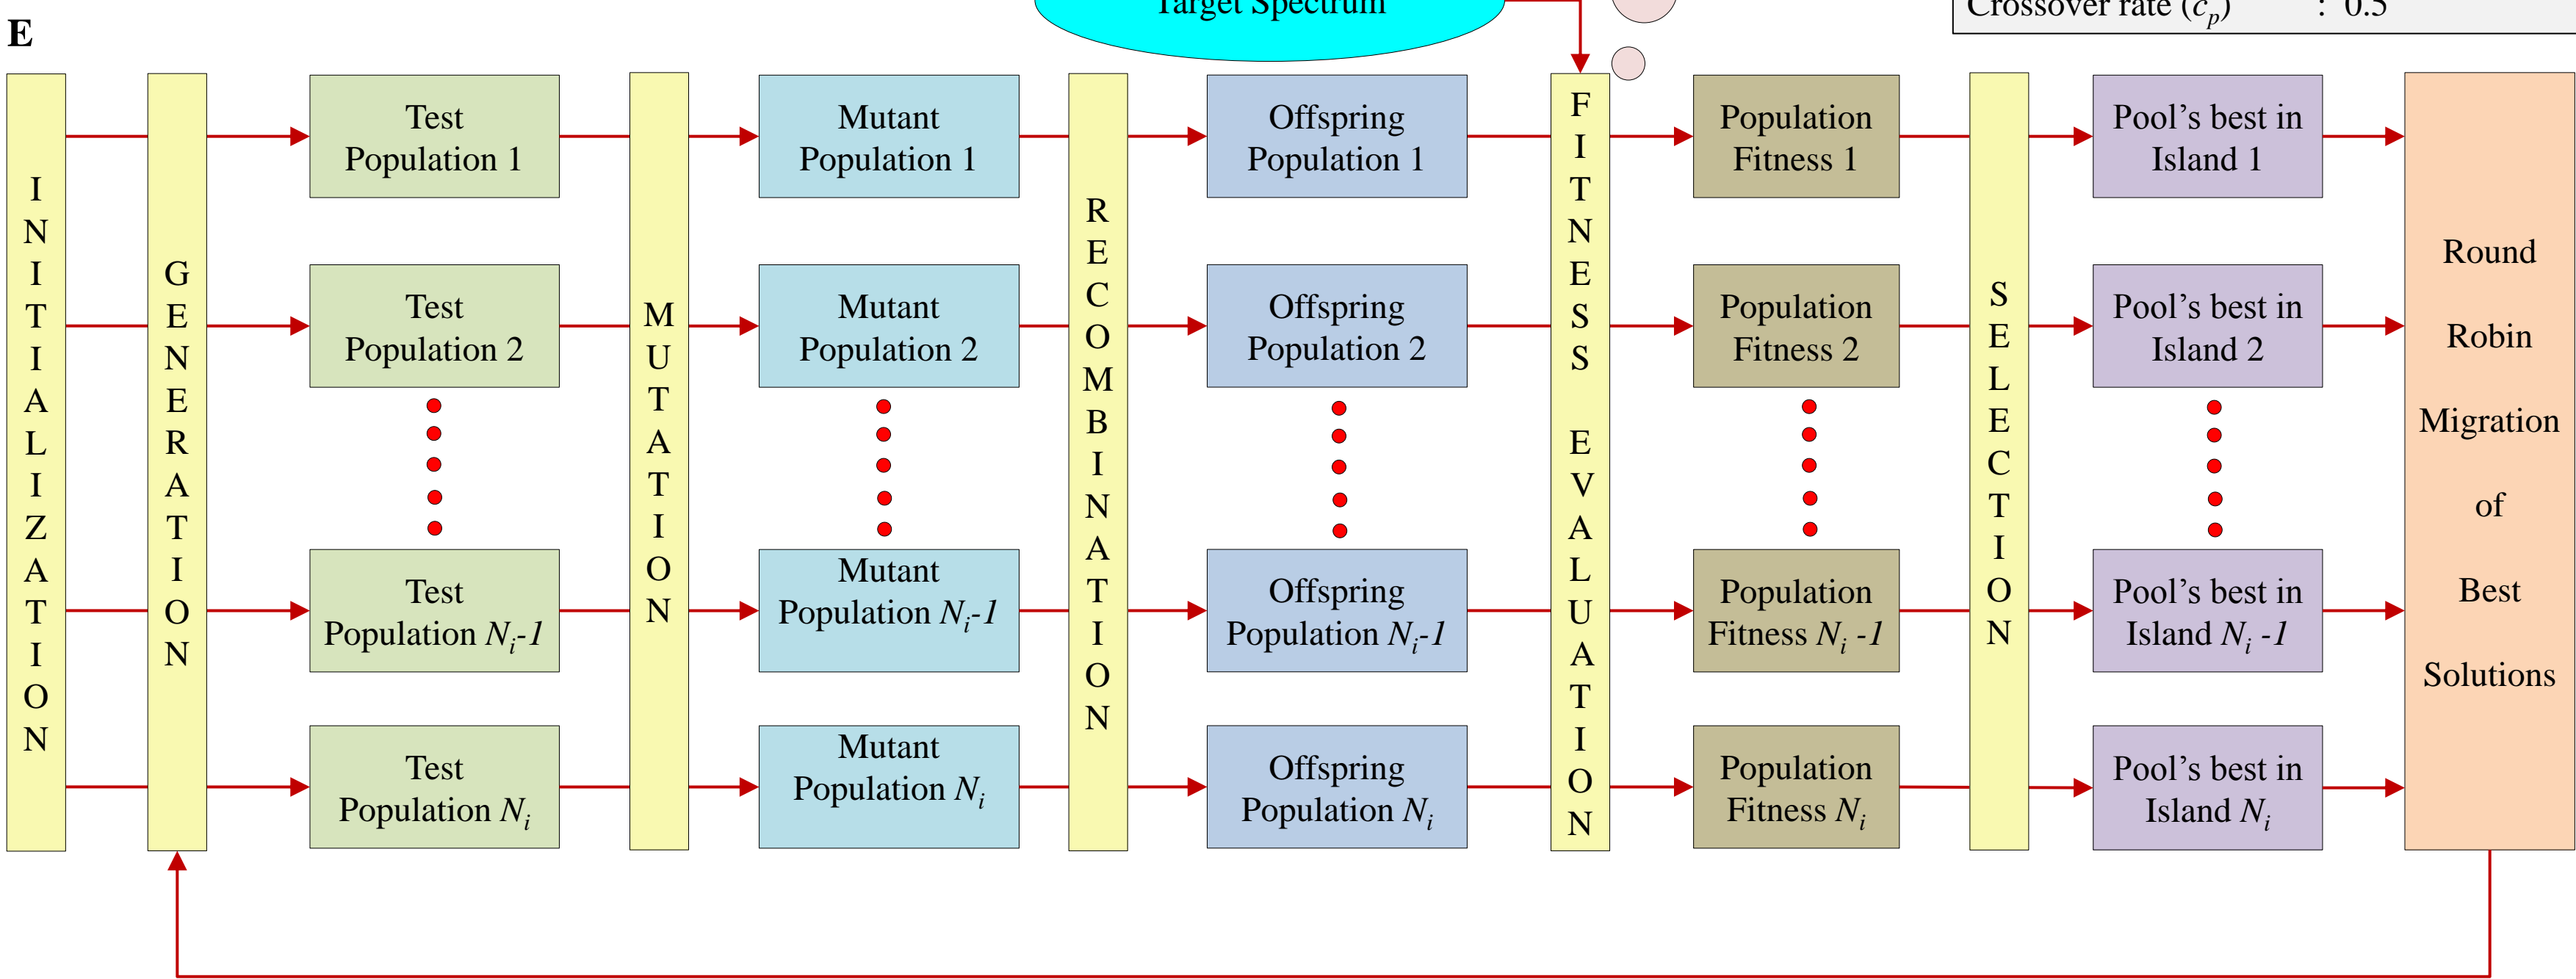 Target Spectrum
Crossover rate (c_p) : 0.5
E
INITIALIZATION
GENERATION
Test
Population 1
Test
Population 2
Test
Population N_i-1
Test
Population N_i
MUTATION
Mutant
Population 1
Mutant
Population 2
Mutant
Population N_i-1
Mutant
Population N_i
RECOMBINATION
Offspring
Population 1
Offspring
Population 2
Offspring
Population N_i-1
Offspring
Population N_i
FITNESS EVALUATION
Population
Fitness 1
Population
Fitness 2
Population
Fitness N_i -1
Population
Fitness N_i
SELECTION
Pool’s best in
Island 1
Pool’s best in
Island 2
Pool’s best in
Island N_i -1
Pool’s best in
Island N_i
Round
Robin
Migration
of
Best
Solutions